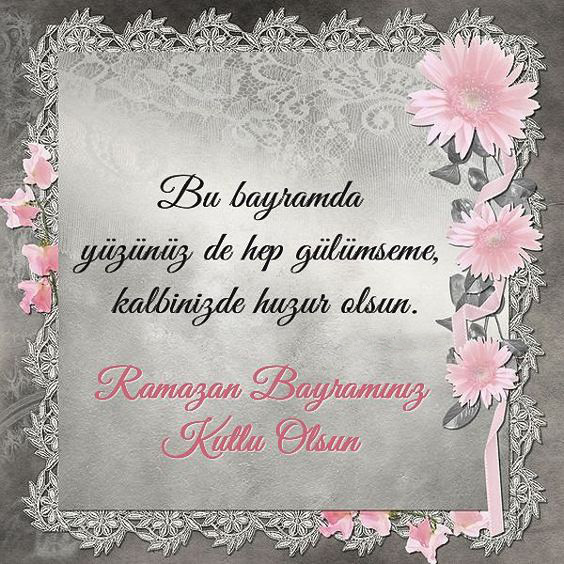 Bu bayramda
yüzünüz de hep gülümseme,
kalbinizde huzur olsun.
Ramazan Bayramınız
Kutlu Olsun